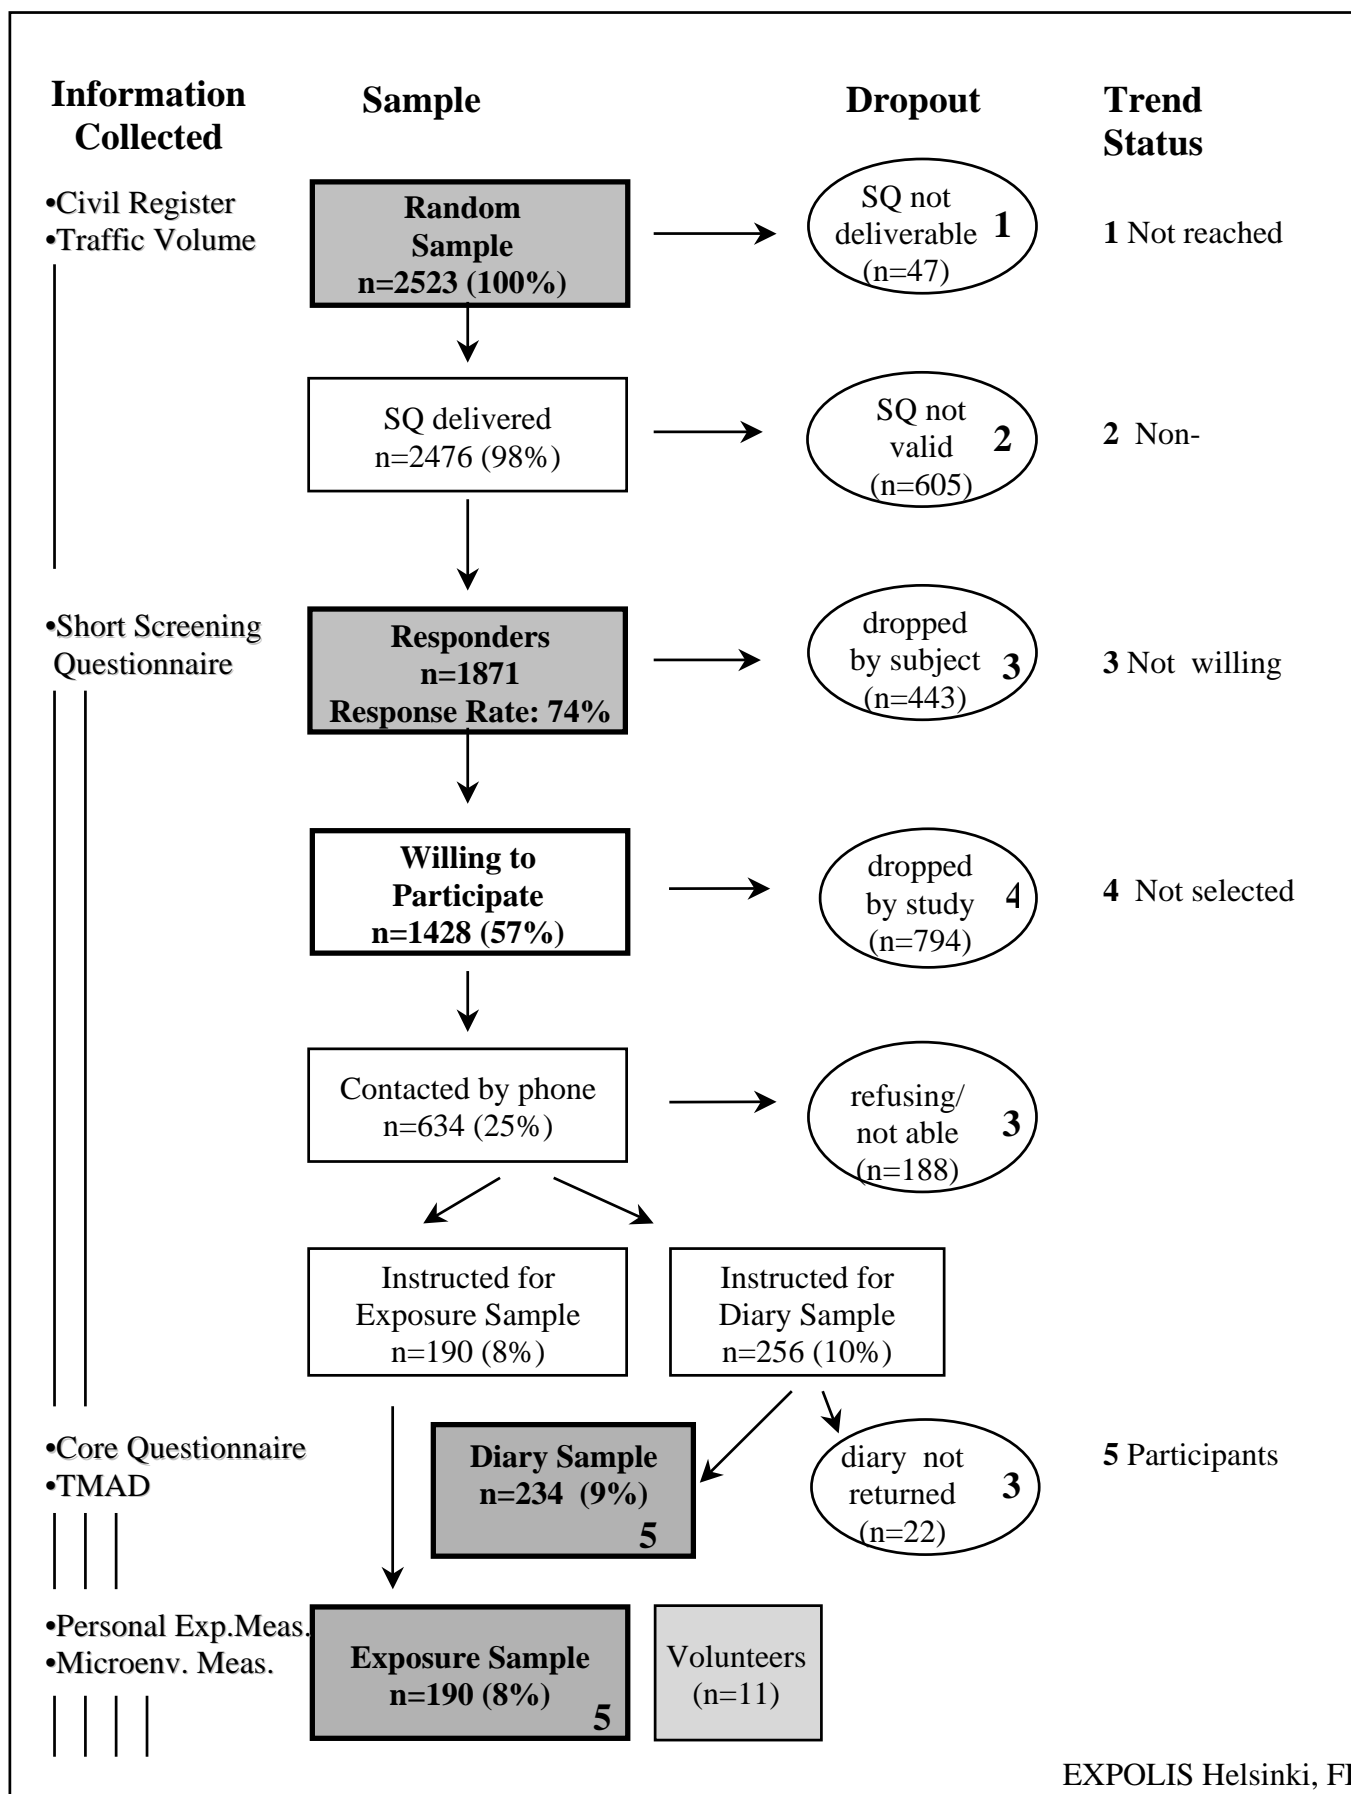 Information
Collected
Sample
Dropout
Trend
Status
•Civil Register
•Traffic Volume
Random
Sample
n=2523 (100%)
SQ not
deliverable 1
(n=47)
1 Not reached
SQ delivered
n=2476 (98%)
SQ not
valid 2
(n=605)
2 Non-
•Short Screening
Questionnaire
Responders
n=1871
Response Rate: 74%
dropped
by subject 3
(n=443)
3 Not willing
Willing to
Participate
n=1428 (57%)
dropped
by study 4
(n=794)
4 Not selected
Contacted by phone
n=634 (25%)
refusing/
not able 3
(n=188)
Instructed for
Exposure Sample
n=190 (8%)
Instructed for
Diary Sample
n=256 (10%)
•Core Questionnaire
•TMAD
Diary Sample
n=234 (9%)
5
diary not
returned 3
(n=22)
5 Participants
•Personal Exp.Meas.
•Microenv. Meas.
Exposure Sample
n=190 (8%)
5
Volunteers
(n=11)
EXPOLIS Helsinki, FI